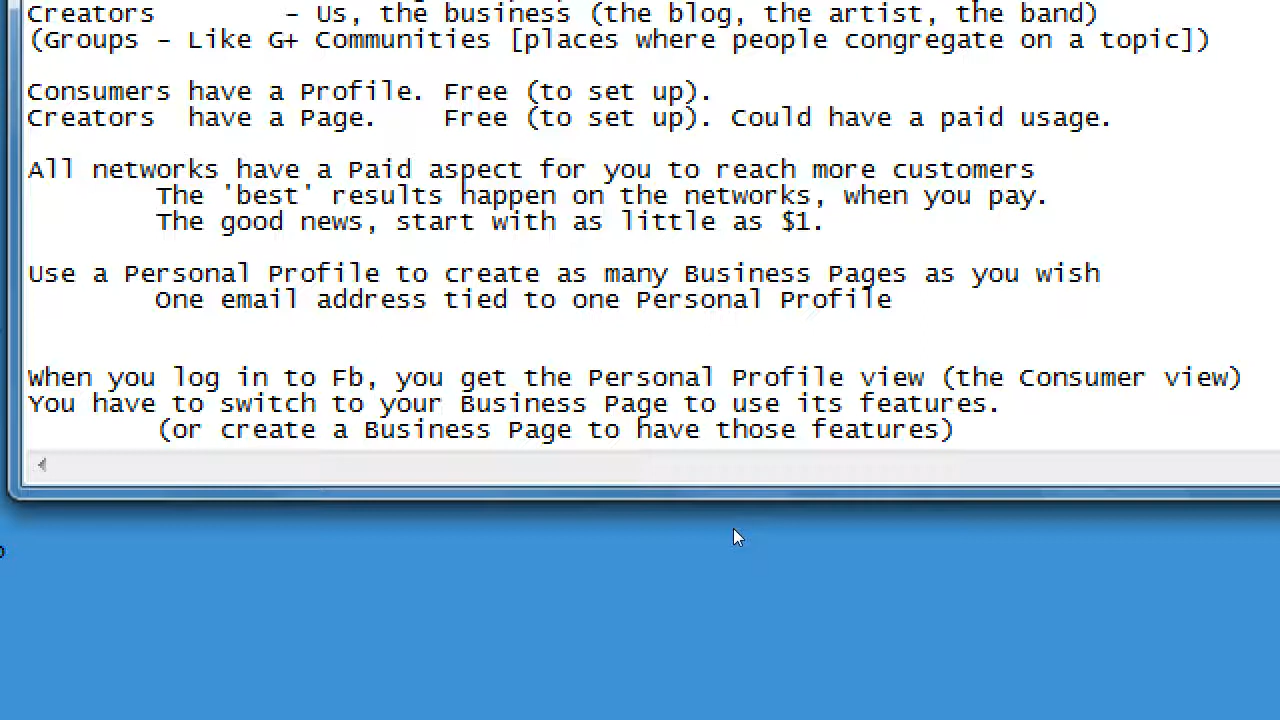 Creators – Us, the business (the blog, the artist, the band)
(Groups – Like G+ Communities [places where people congregate on a topic])
Consumers have a Profile. Free (to set up).
Creators have a Page. Free (to set up). Could have a paid usage.
All networks have a Paid aspect for you to reach more customers
The 'best' results happen on the networks, when you pay.
The good news, start with as little as $1.
Use a Personal Profile to create as many Business Pages as you wish
One email address tied to one Personal Profile
When you log in to Fb, you get the Personal Profile view (the Consumer view)
You have to switch to your Business Page to use its features.
(or create a Business Page to have those features)